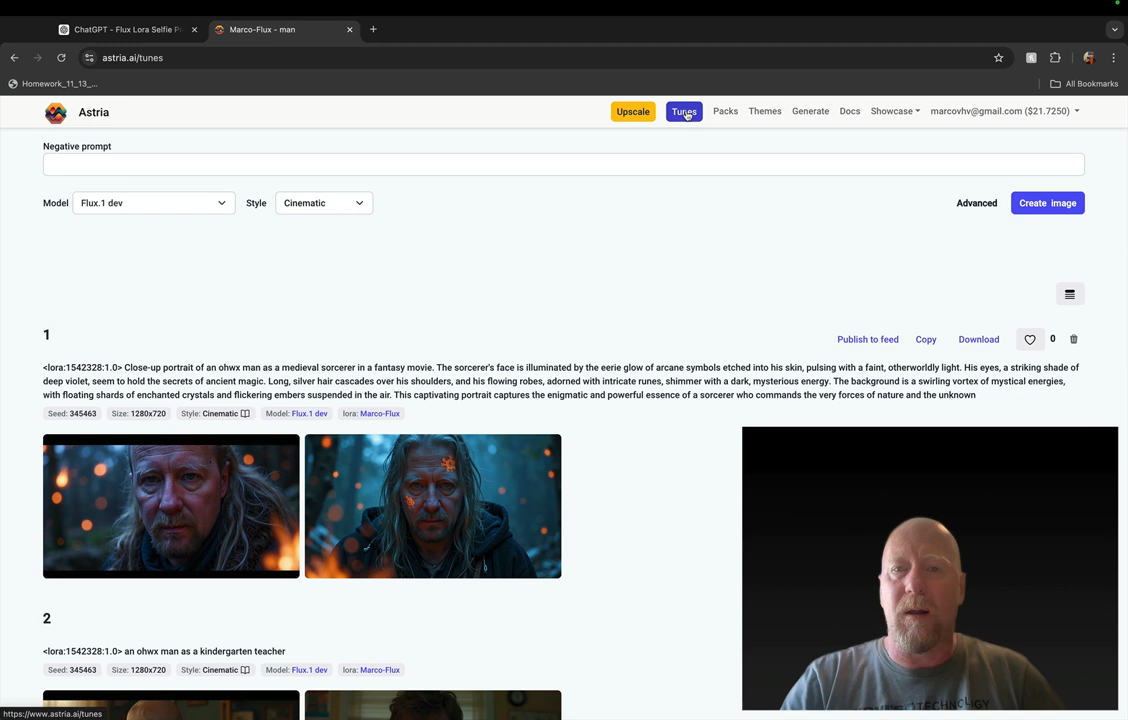 ChatGPT - Flux Lora Selfie P
Marco-Flux - man
astria.ai/tunes
Homework_11_13_...
All Bookmarks
Astria
Upscale
Tunes
Packs
Themes
Generate
Docs
Showcase
marcovhv@gmail.com ($21.7250)
Negative prompt
Model
Flux.1 dev
Style
Cinematic
Advanced
Create image
1
Publish to feed
Copy
Download
0
<lora:1542328:1.0> Close-up portrait of an ohwx man as a medieval sorcerer in a fantasy movie. The sorcerer's face is illuminated by the eerie glow of arcane symbols etched into his skin, pulsing with a faint, otherworldly light. His eyes, a striking shade of
deep violet, seem to hold the secrets of ancient magic. Long, silver hair cascades over his shoulders, and his flowing robes, adorned with intricate runes, shimmer with a dark, mysterious energy. The background is a swirling vortex of mystical energies,
with floating shards of enchanted crystals and flickering embers suspended in the air. This captivating portrait captures the enigmatic and powerful essence of a sorcerer who commands the very forces of nature and the unknown
Seed: 345463
Size: 1280x720
Style: Cinematic
Model: Flux.1 dev
lora: Marco-Flux
2
<lora:1542328:1.0> an ohwx man as a kindergarten teacher
Seed: 345463
Size: 1280x720
Style: Cinematic
Model: Flux.1 dev
lora: Marco-Flux
https://www.astria.ai/tunes